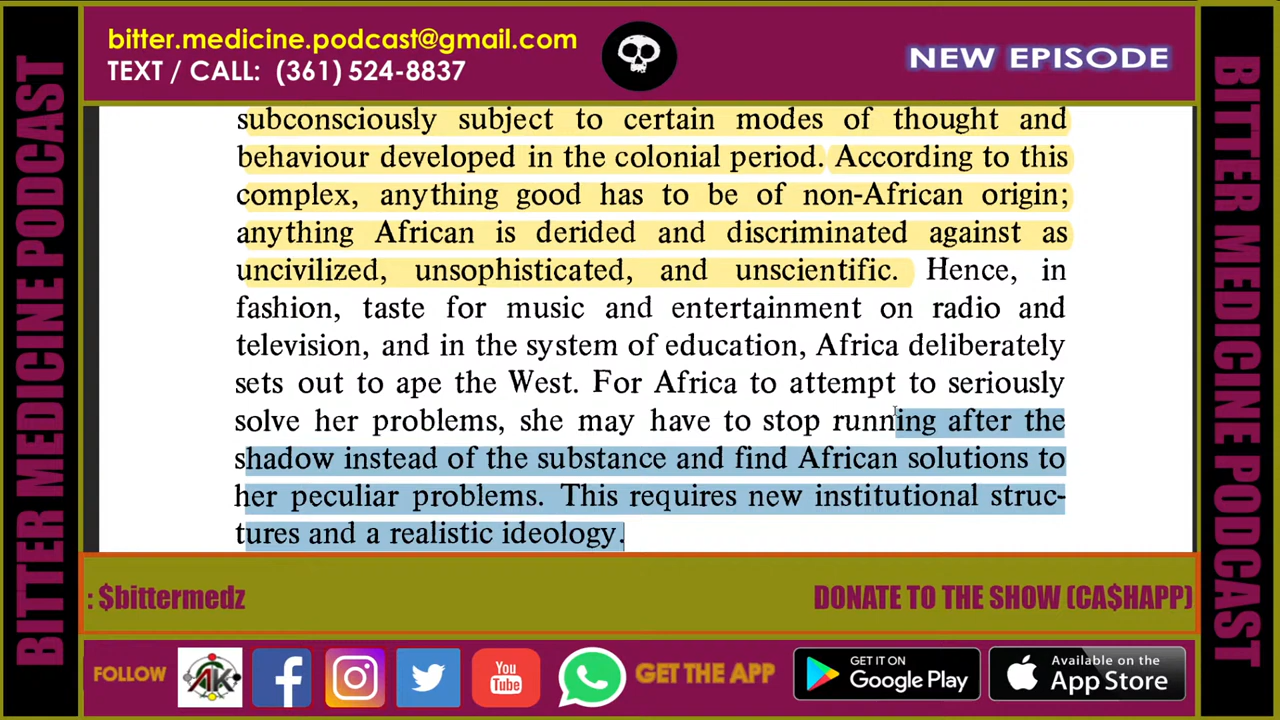 bitter.medicine.podcast@gmail.com
TEXT / CALL: (361) 524-8837
NEW EPISODE
BITTER MEDICINE PODCAST
subconsciously subject to certain modes of thought and
behaviour developed in the colonial period. According to this
complex, anything good has to be of non-African origin;
anything African is derided and discriminated against as
uncivilized, unsophisticated, and unscientific. Hence, in
fashion, taste for music and entertainment on radio and
television, and in the system of education, Africa deliberately
sets out to ape the West. For Africa to attempt to seriously
solve her problems, she may have to stop running after the
shadow instead of the substance and find African solutions to
her peculiar problems. This requires new institutional struc-
tures and a realistic ideology.
BITTER MEDICINE PODCAST
: $bittermedz
DONATE TO THE SHOW (CA$HAPP)
FOLLOW
ATK
f
You
Tube
GET THE APP
GET IT ON
Google Play
Available on the
App Store